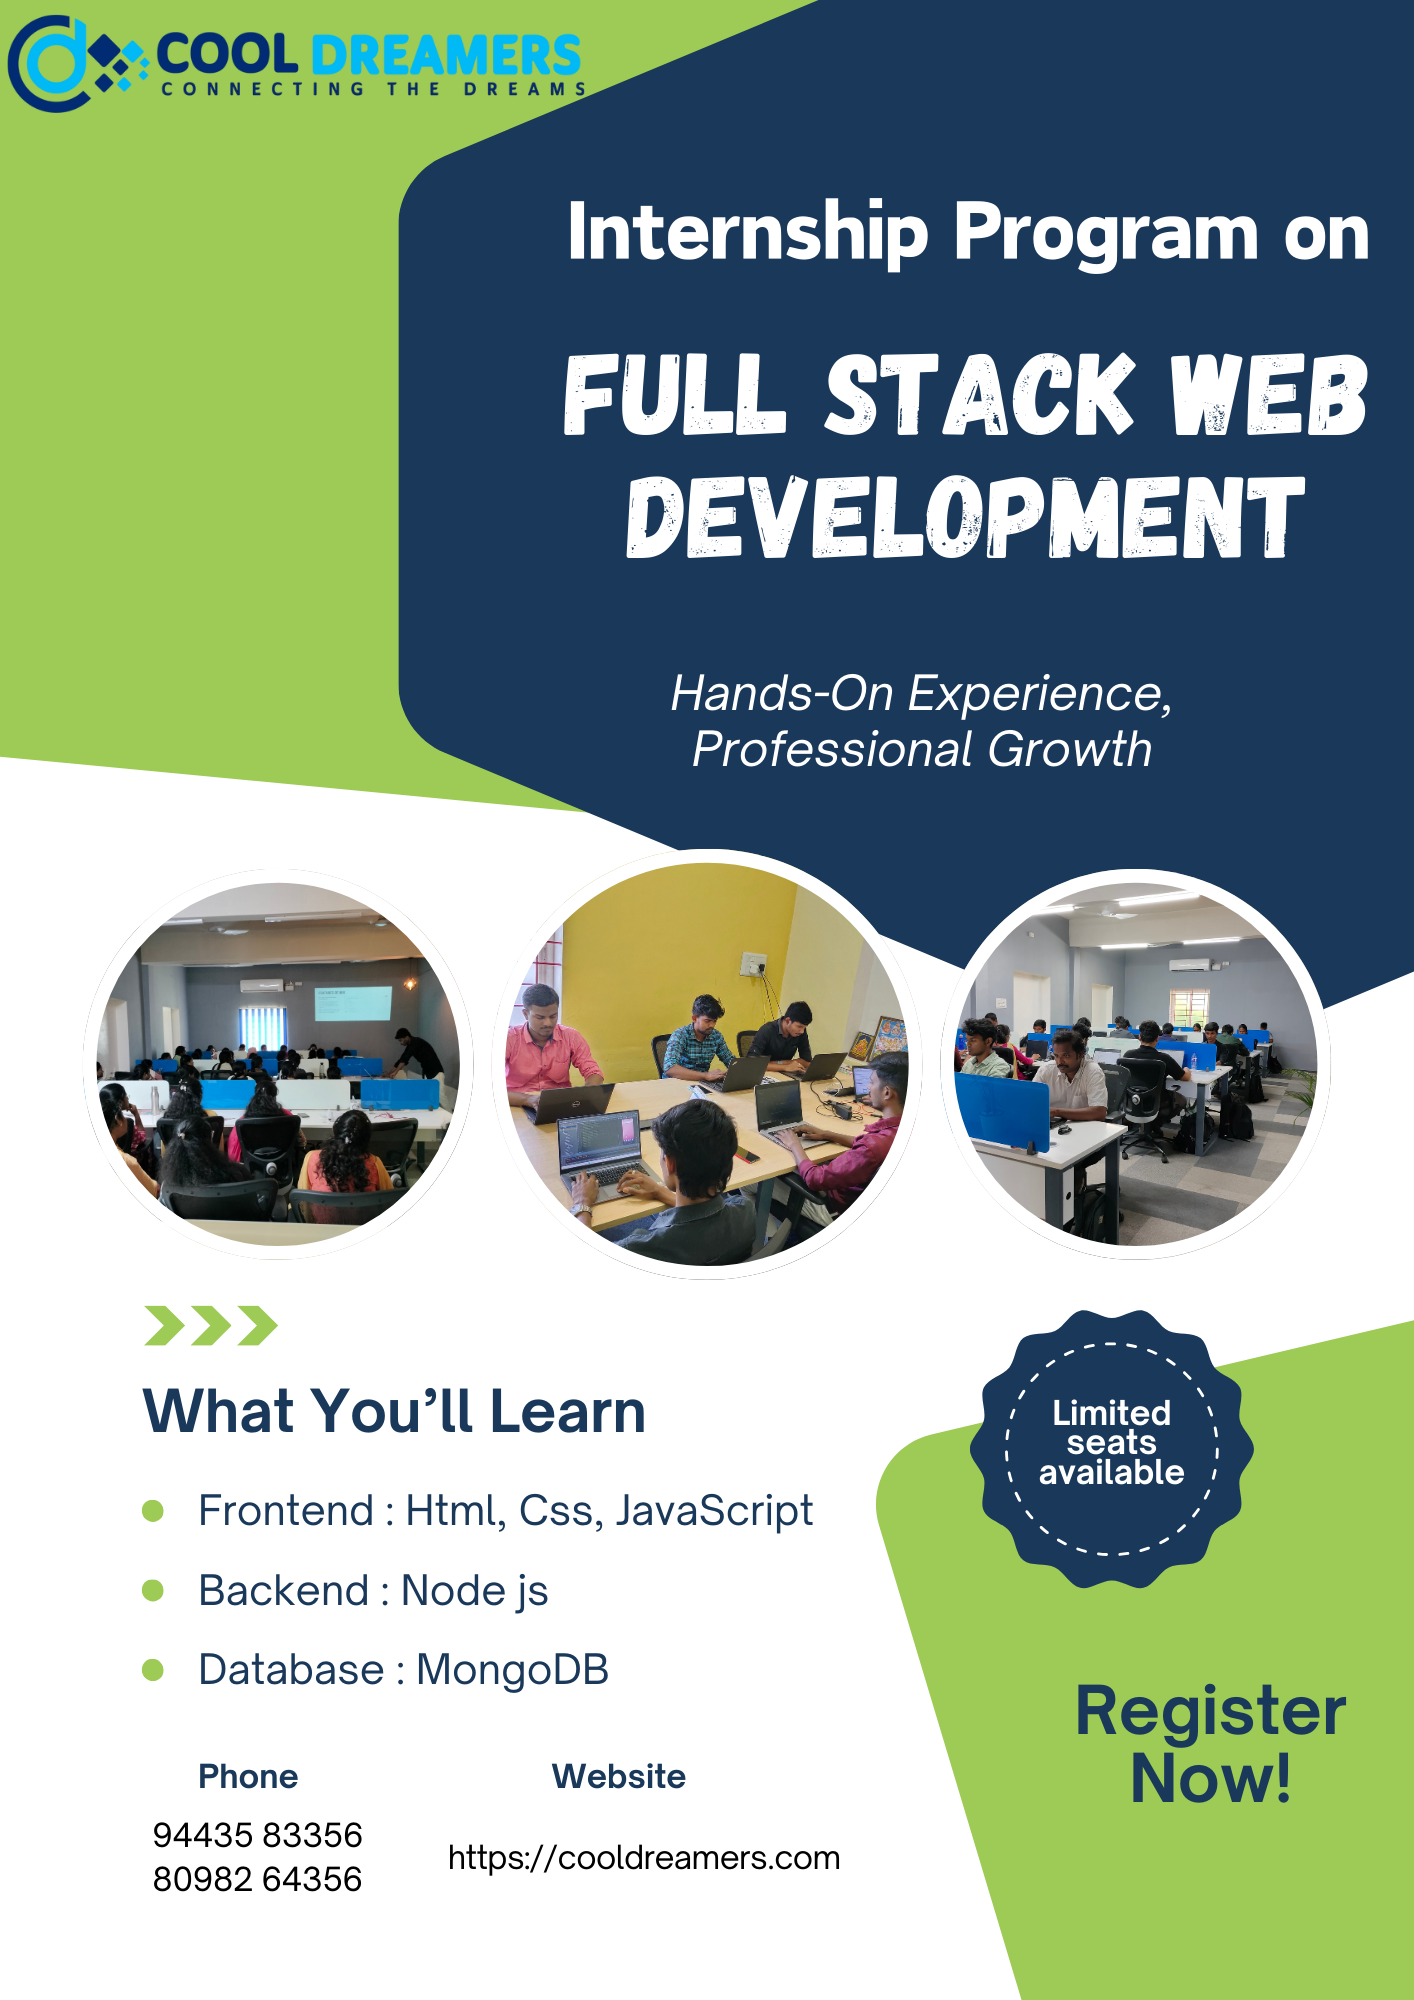 COOL DREAMERS
CONNECTING THE DREAMS
Internship Program on
FULL STACK WEB
DEVELOPMENT
Hands-On Experience,
Professional Growth
What You’ll Learn
Frontend : Html, Css, JavaScript
Backend : Node js
Database : MongoDB
Limited
seats
available
Register
Now!
Phone
94435 83356
80982 64356
Website
https://cooldreamers.com